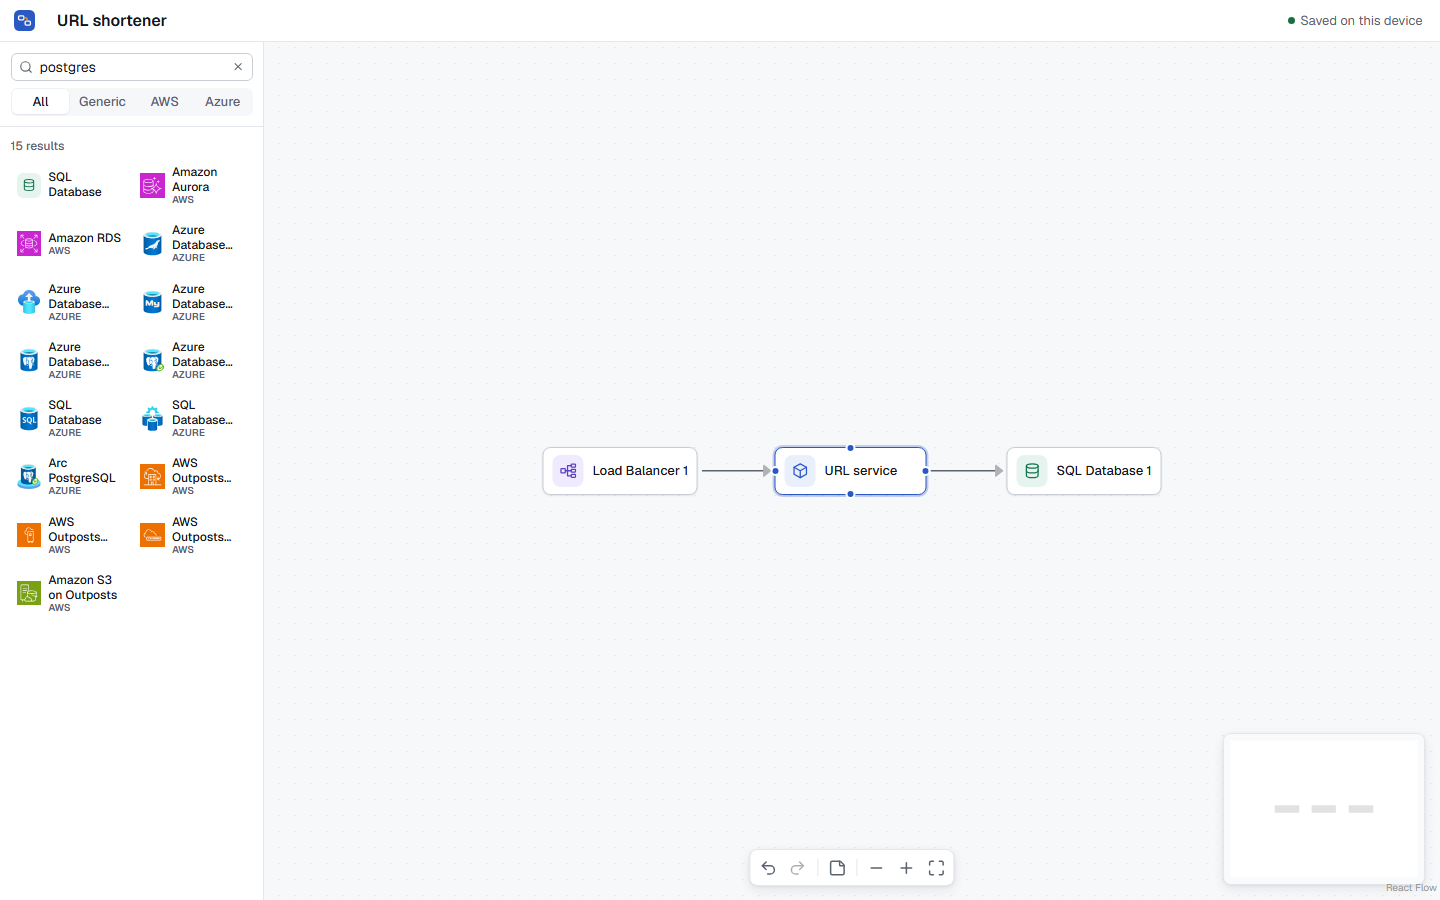 URL shortener
Saved on this device
postgres
All
Generic
AWS
Azure
15 results
SQL
Database
Amazon
Aurora
AWS
Amazon RDS
AWS
Azure
Database...
AZURE
Azure
Database...
AZURE
Azure
Database...
AZURE
Azure
Database...
AZURE
Azure
Database...
AZURE
SQL
Database
AZURE
SQL
Database...
AZURE
Arc
PostgreSQL
AZURE
AWS
Outposts...
AWS
AWS
Outposts...
AWS
AWS
Outposts...
AWS
Amazon S3
on Outposts
AWS
My
SQL
Load Balancer 1
URL service
SQL Database 1
React Flow